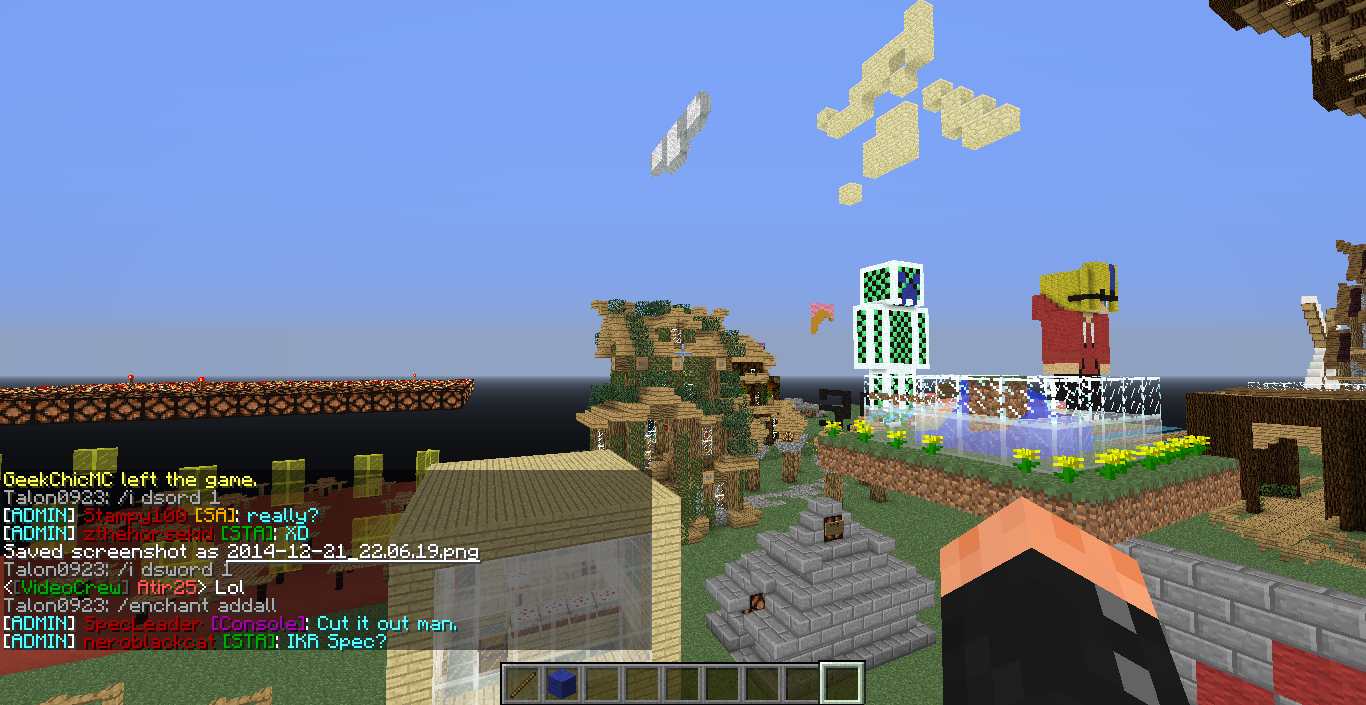 GeekChicMC left the game.
Talon0923: /i dsord 1
[ADMIN] Stampy100 [SA]: really?
[ADMIN] zthehorsekid [STA]: XD
Saved screenshot as 2014-12-21_22.06.19.png
Talon0923: /i dsword 1
<[VideoCrew] Atir25> Lol
Talon0923: /enchant addall
[ADMIN] SpecLeader [Console]: Cut it out man.
[ADMIN] neroblackcat [STA]: IKR Spec?